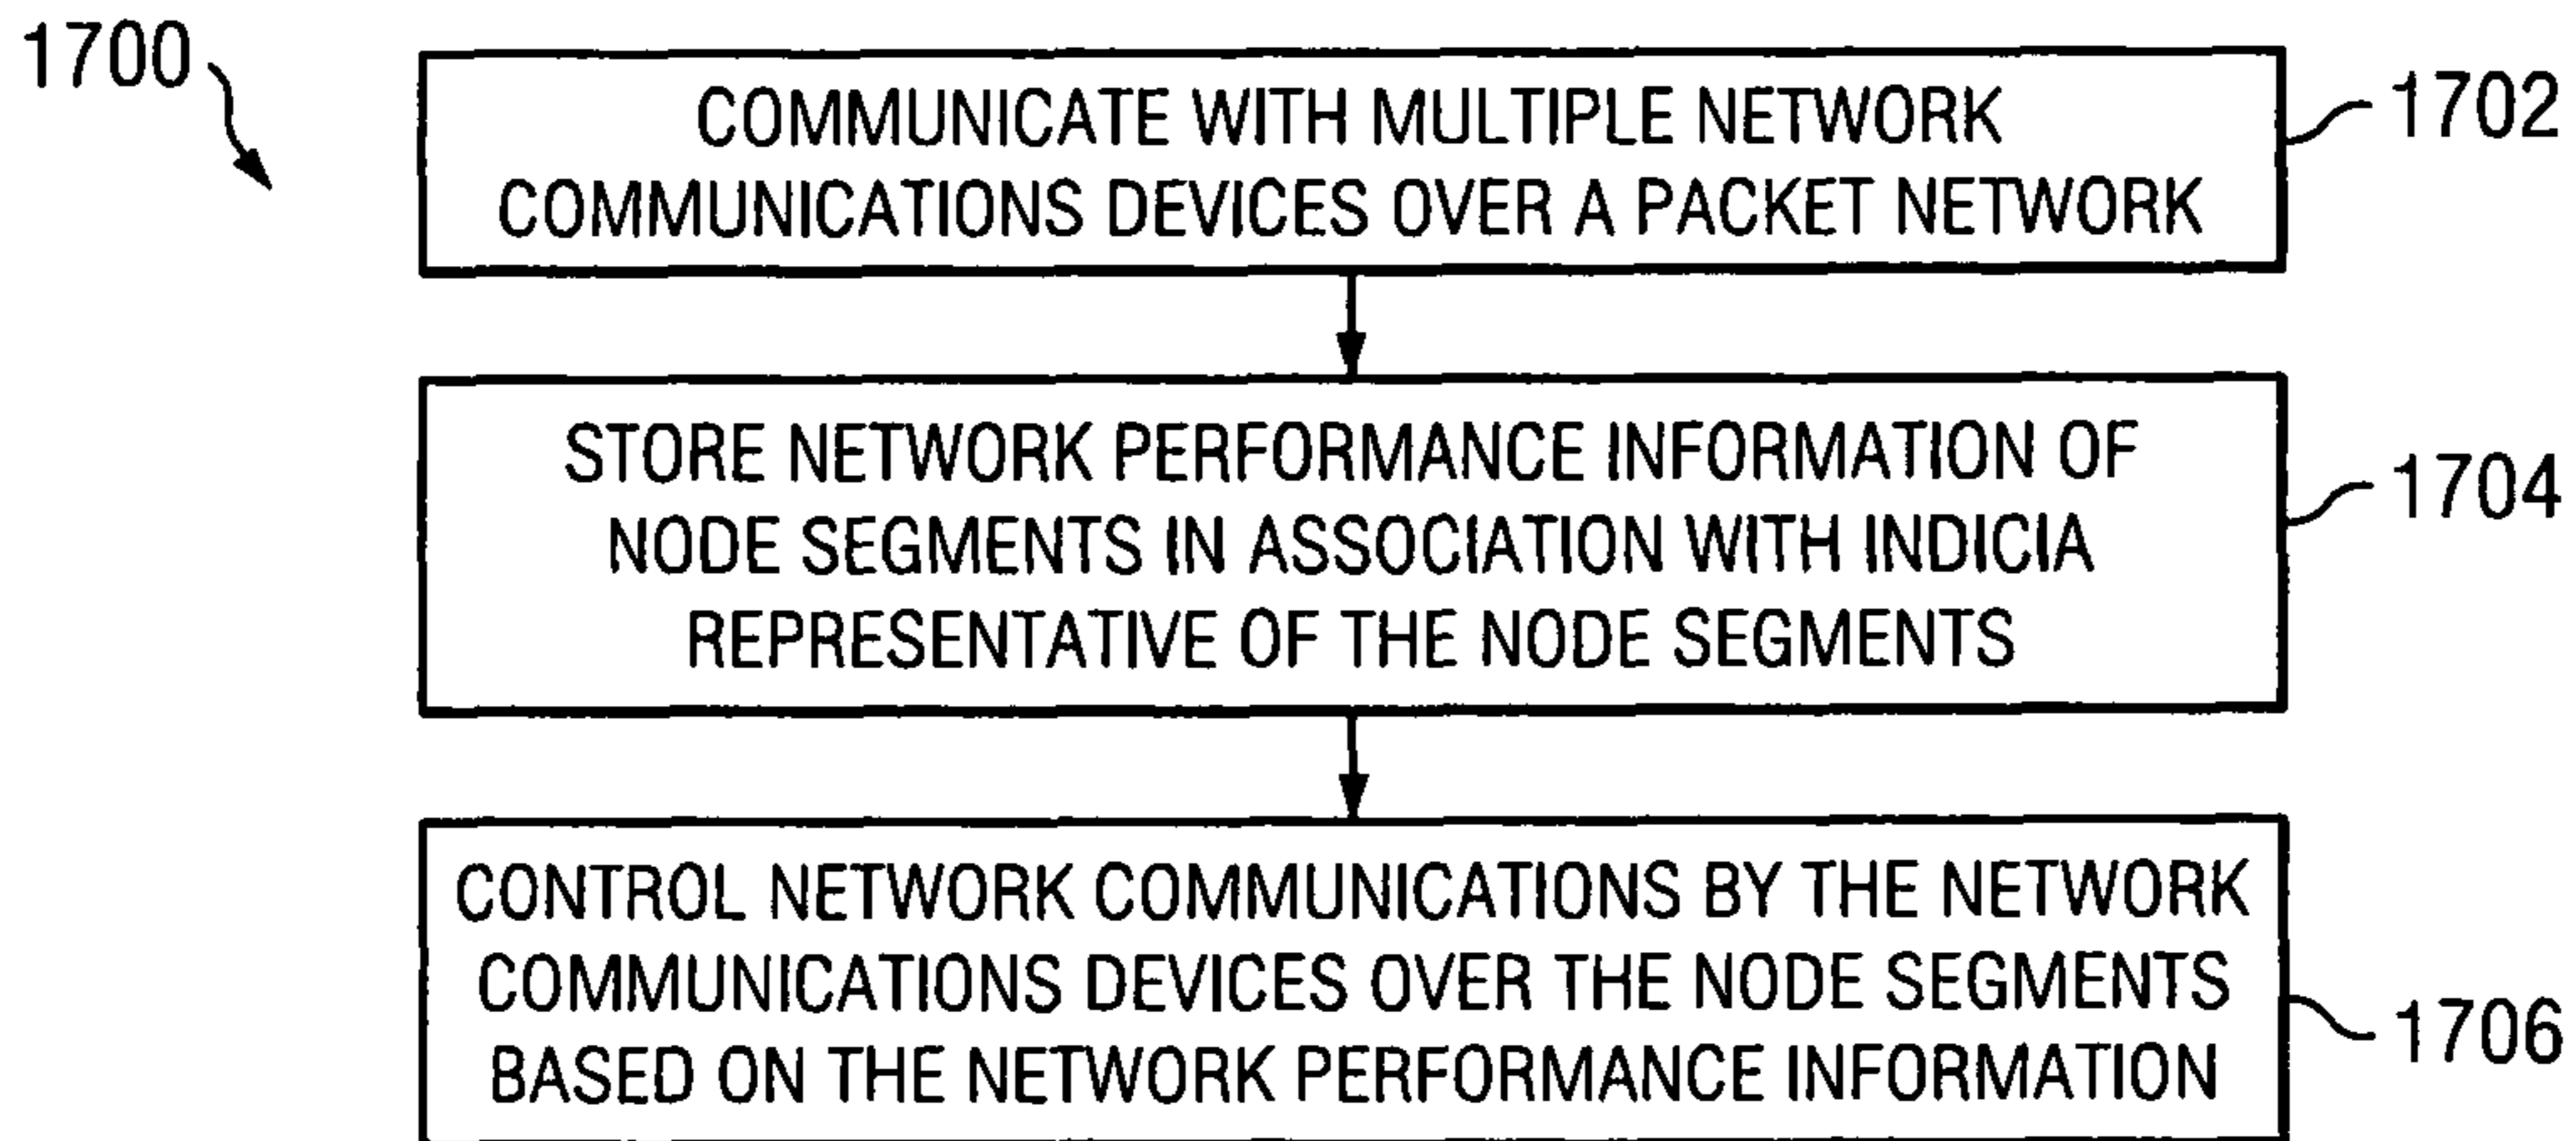 1700
COMMUNICATE WITH MULTIPLE NETWORK
COMMUNICATIONS DEVICES OVER A PACKET NETWORK
1702
STORE NETWORK PERFORMANCE INFORMATION OF
NODE SEGMENTS IN ASSOCIATION WITH INDICIA
REPRESENTATIVE OF THE NODE SEGMENTS
1704
CONTROL NETWORK COMMUNICATIONS BY THE NETWORK
COMMUNICATIONS DEVICES OVER THE NODE SEGMENTS
BASED ON THE NETWORK PERFORMANCE INFORMATION
1706